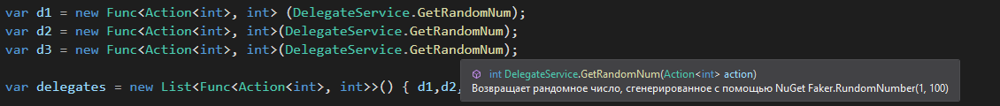 var d1 = new Func<Action<int>, int> (DelegateService.GetRandomNum);
var d2 = new Func<Action<int>, int>(DelegateService.GetRandomNum);
var d3 = new Func<Action<int>, int>(DelegateService.GetRandomNum);
int DelegateService.GetRandomNum(Action<int> action)
var delegates = new List<Func<Action<int>, int>>() { d1,d2,
Возвращает рандомное число, сгенерированное с помощью NuGet Faker.RundomNumber(1, 100)